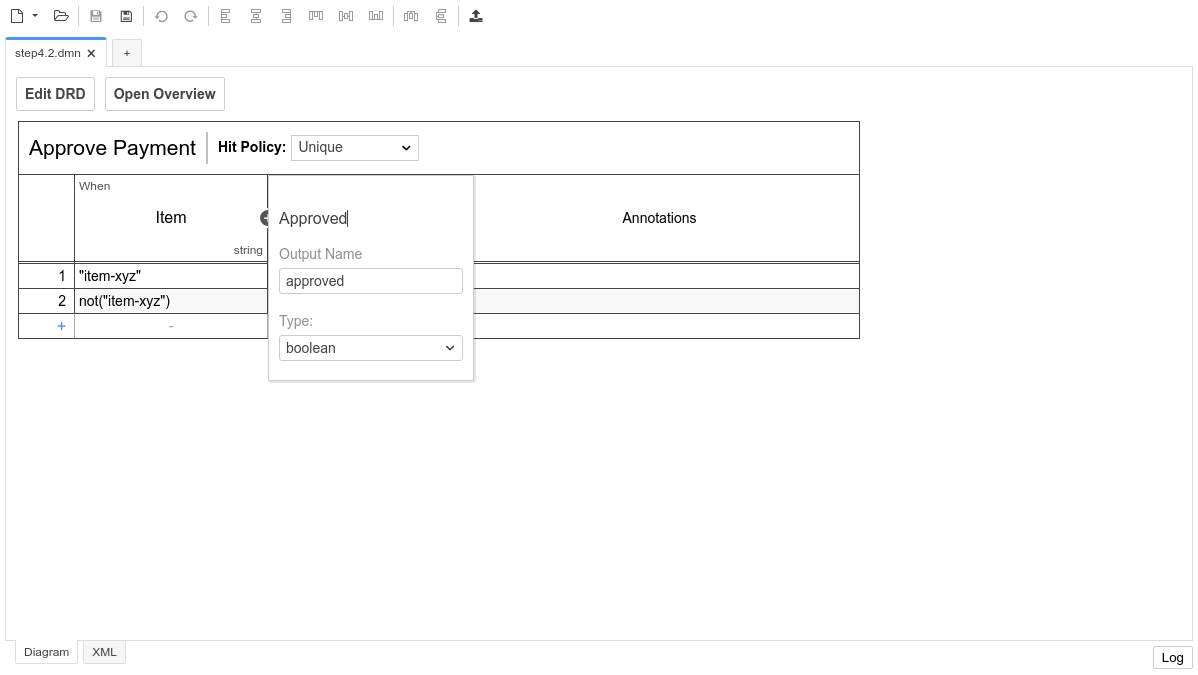 step4.2.dmn
+
Edit DRD
Open Overview
Approve Payment
Hit Policy: Unique
When
Item
string
Approved
Output Name
approved
Type:
boolean
Annotations
1 "item-xyz"
2 not("item-xyz")
+ -
Diagram
XML
Log